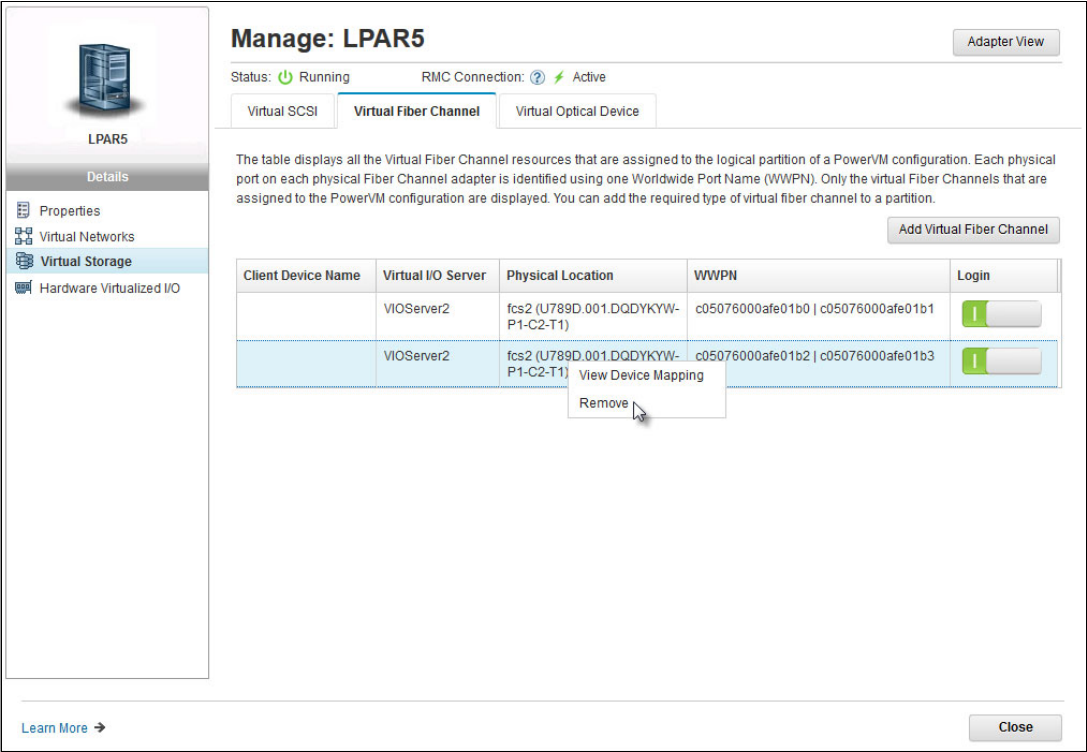 Manage: LPAR5
Adapter View
Status: Running RMC Connection: ? Active
LPAR5
Details
Properties
Virtual Networks
Virtual Storage
Hardware Virtualized I/O
Virtual SCSI Virtual Fiber Channel Virtual Optical Device
The table displays all the Virtual Fiber Channel resources that are assigned to the logical partition of a PowerVM configuration. Each physical
port on each physical Fiber Channel adapter is identified using one Worldwide Port Name (WWPN). Only the virtual Fiber Channels that are
assigned to the PowerVM configuration are displayed. You can add the required type of virtual fiber channel to a partition.
Add Virtual Fiber Channel
Client Device Name Virtual I/O Server Physical Location WWPN Login
VIOServer2 fcs2 (U789D.001.DQDYKYW- c05076000afe01b0 | c05076000afe01b1
P1-C2-T1)
VIOServer2 fcs2 (U789D.001.DQDYKYW- c05076000afe01b2 | c05076000afe01b3
P1-C2-T1)
View Device Mapping
Remove
Learn More
Close